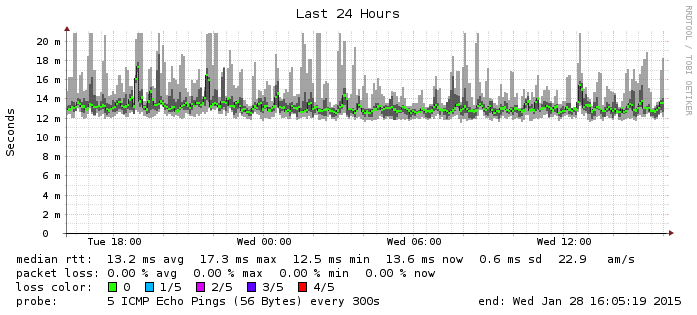 Last 24 Hours
RRDTOOL / TOBI OETIKER
Seconds
20 m
18 m
16 m
14 m
12 m
10 m
8 m
6 m
4 m
2 m
0
Tue 18:00 Wed 00:00 Wed 06:00 Wed 12:00
median rtt: 13.2 ms avg 17.3 ms max 12.5 ms min 13.6 ms now 0.6 ms sd 22.9 am/s
packet loss: 0.00 % avg 0.00 % max 0.00 % min 0.00 % now
loss color: 0 1/5 2/5 3/5 4/5
probe: 5 ICMP Echo Pings (56 Bytes) every 300s end: Wed Jan 28 16:05:19 2015